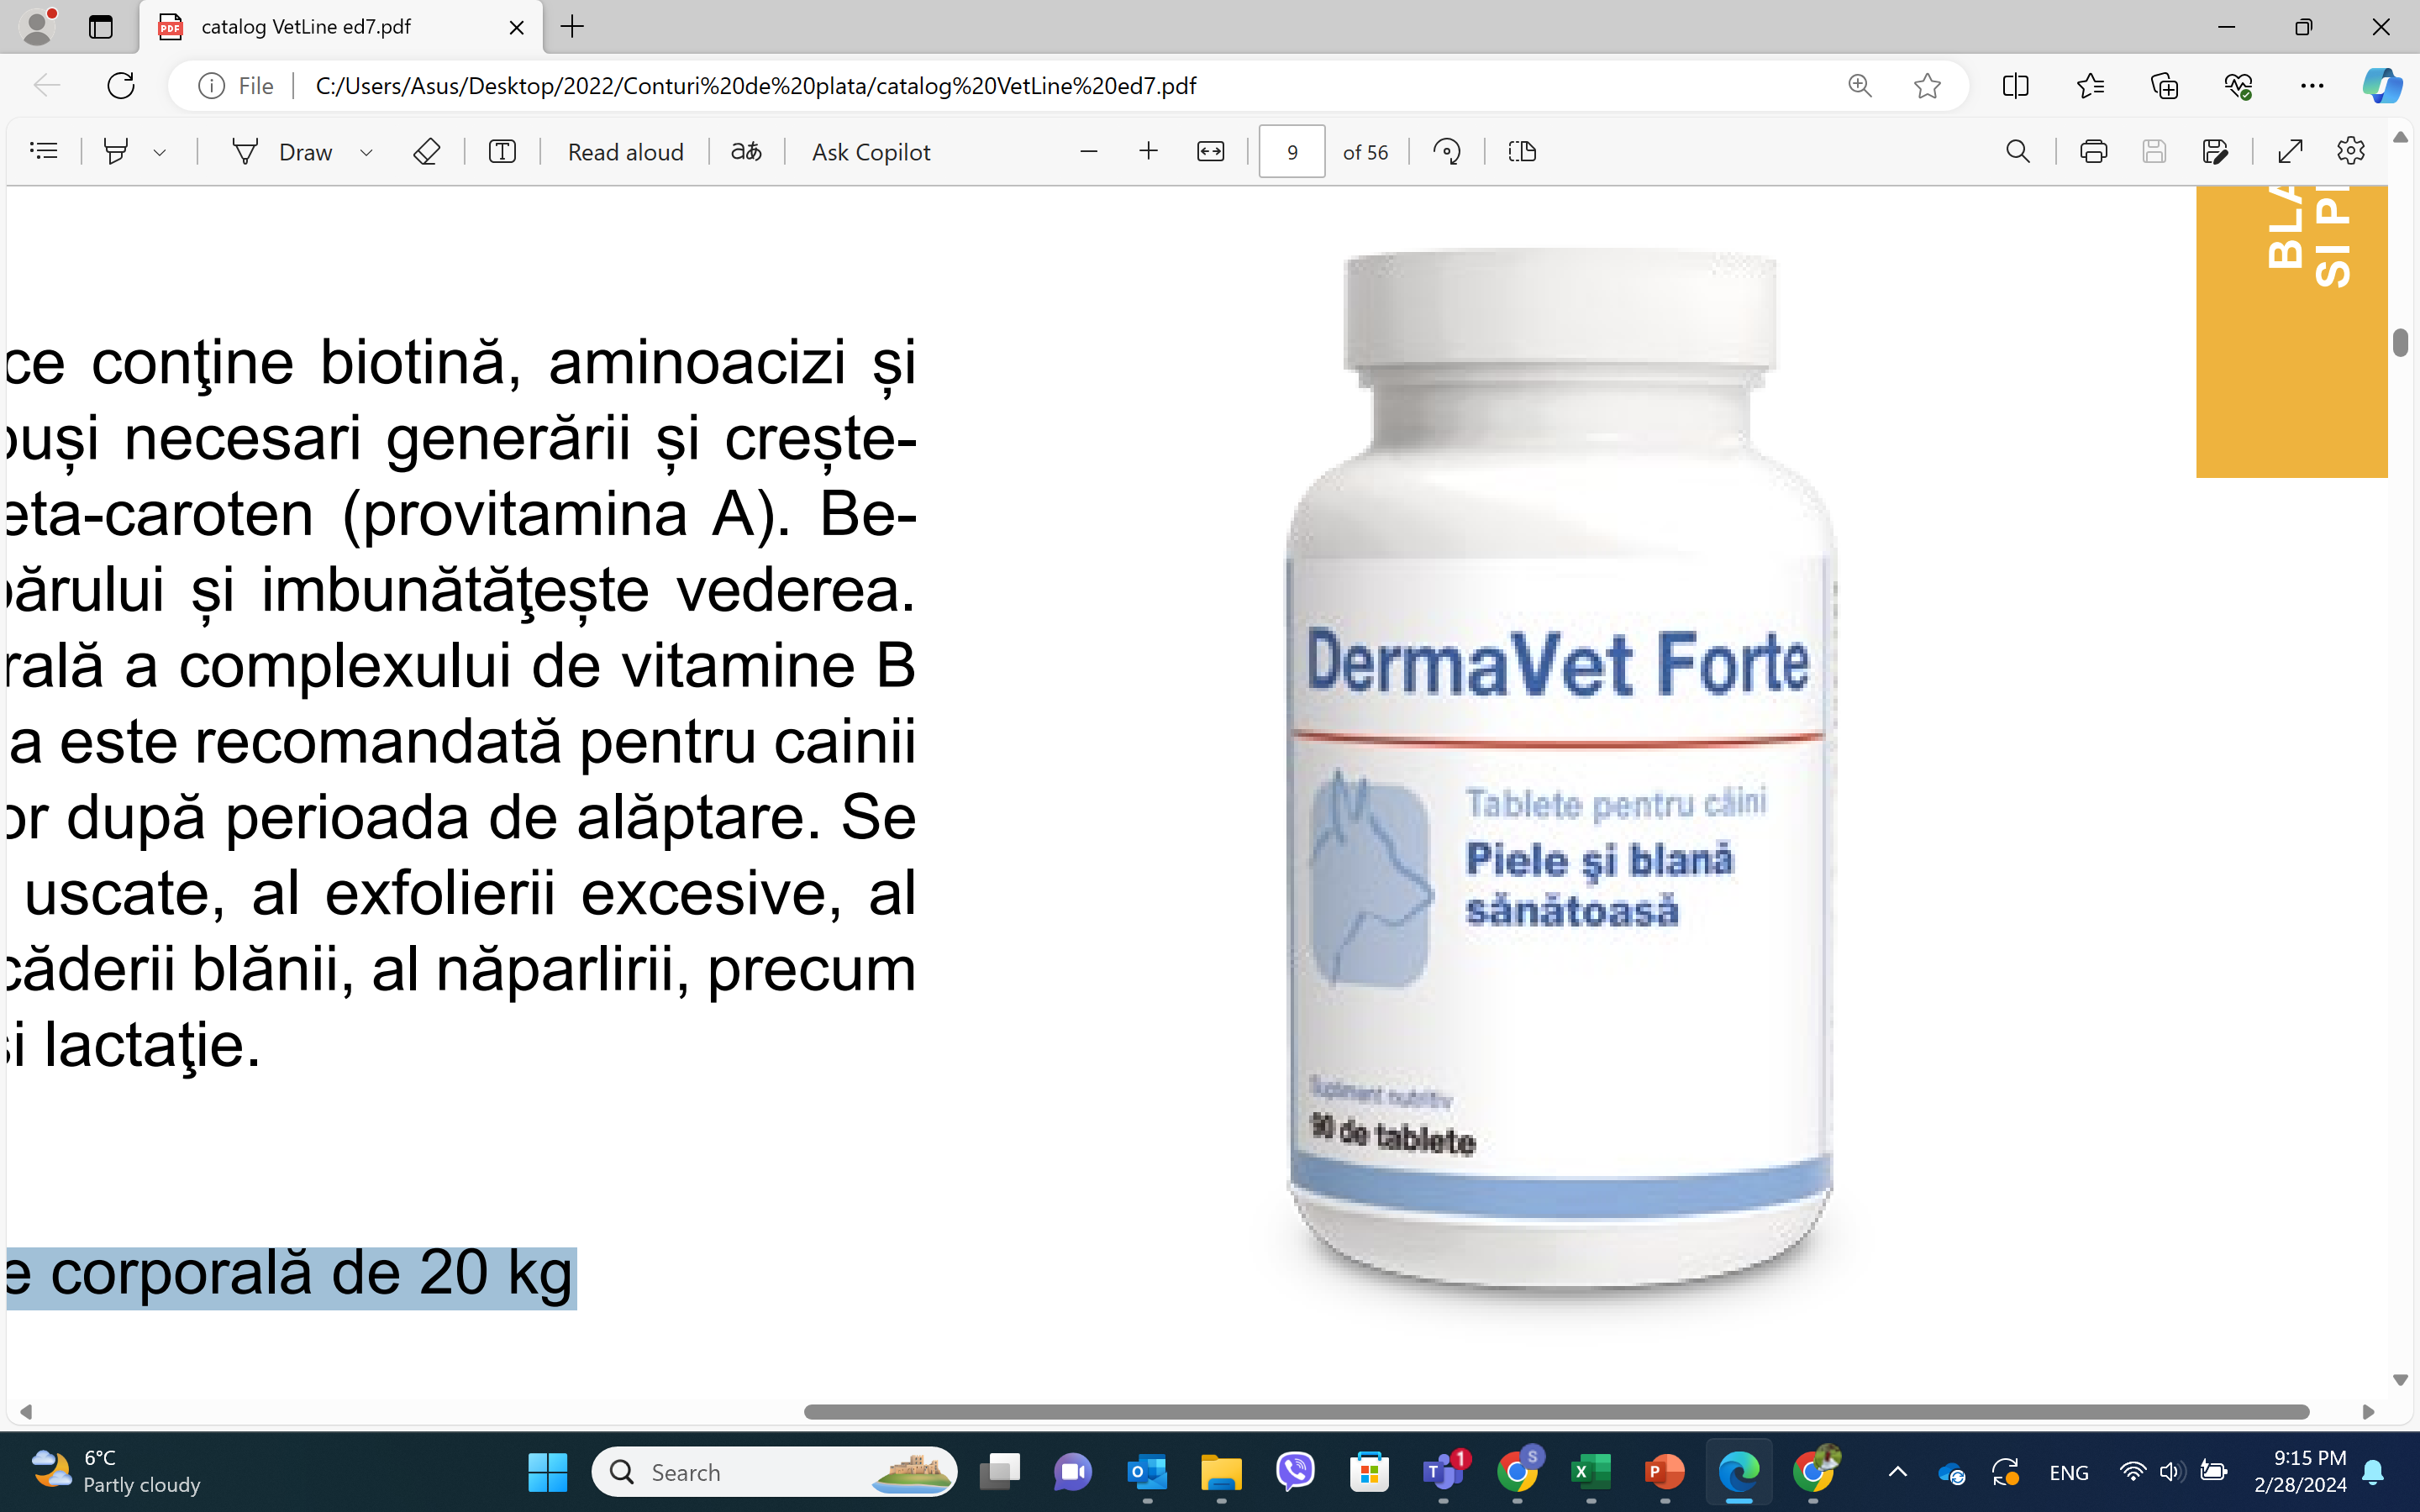 catalog VetLine ed7.pdf
File
C:/Users/Asus/Desktop/2022/Conturi%20de%20plata/catalog%20VetLine%20ed7.pdf
Draw
Read aloud
aあ
Ask Copilot
9
of 56
BLA
SI PI
ce conţine biotină, aminoacizi și
puși necesari generării și crește-
eta-caroten (provitamina A). Be-
părului și imbunătăţește vederea.
rală a complexului de vitamine B
a este recomandată pentru cainii
or după perioada de alăptare. Se
uscate, al exfolierii excesive, al
căderii blănii, al năparlirii, precum
si lactaţie.
e corporală de 20 kg
DermaVet Forte
Tablete pentru câini
Piele şi blană
sănătoasă
Supliment nutritiv
90 de tablete
6°C
Partly cloudy
Search
1
S
ENG
9:15 PM
2/28/2024